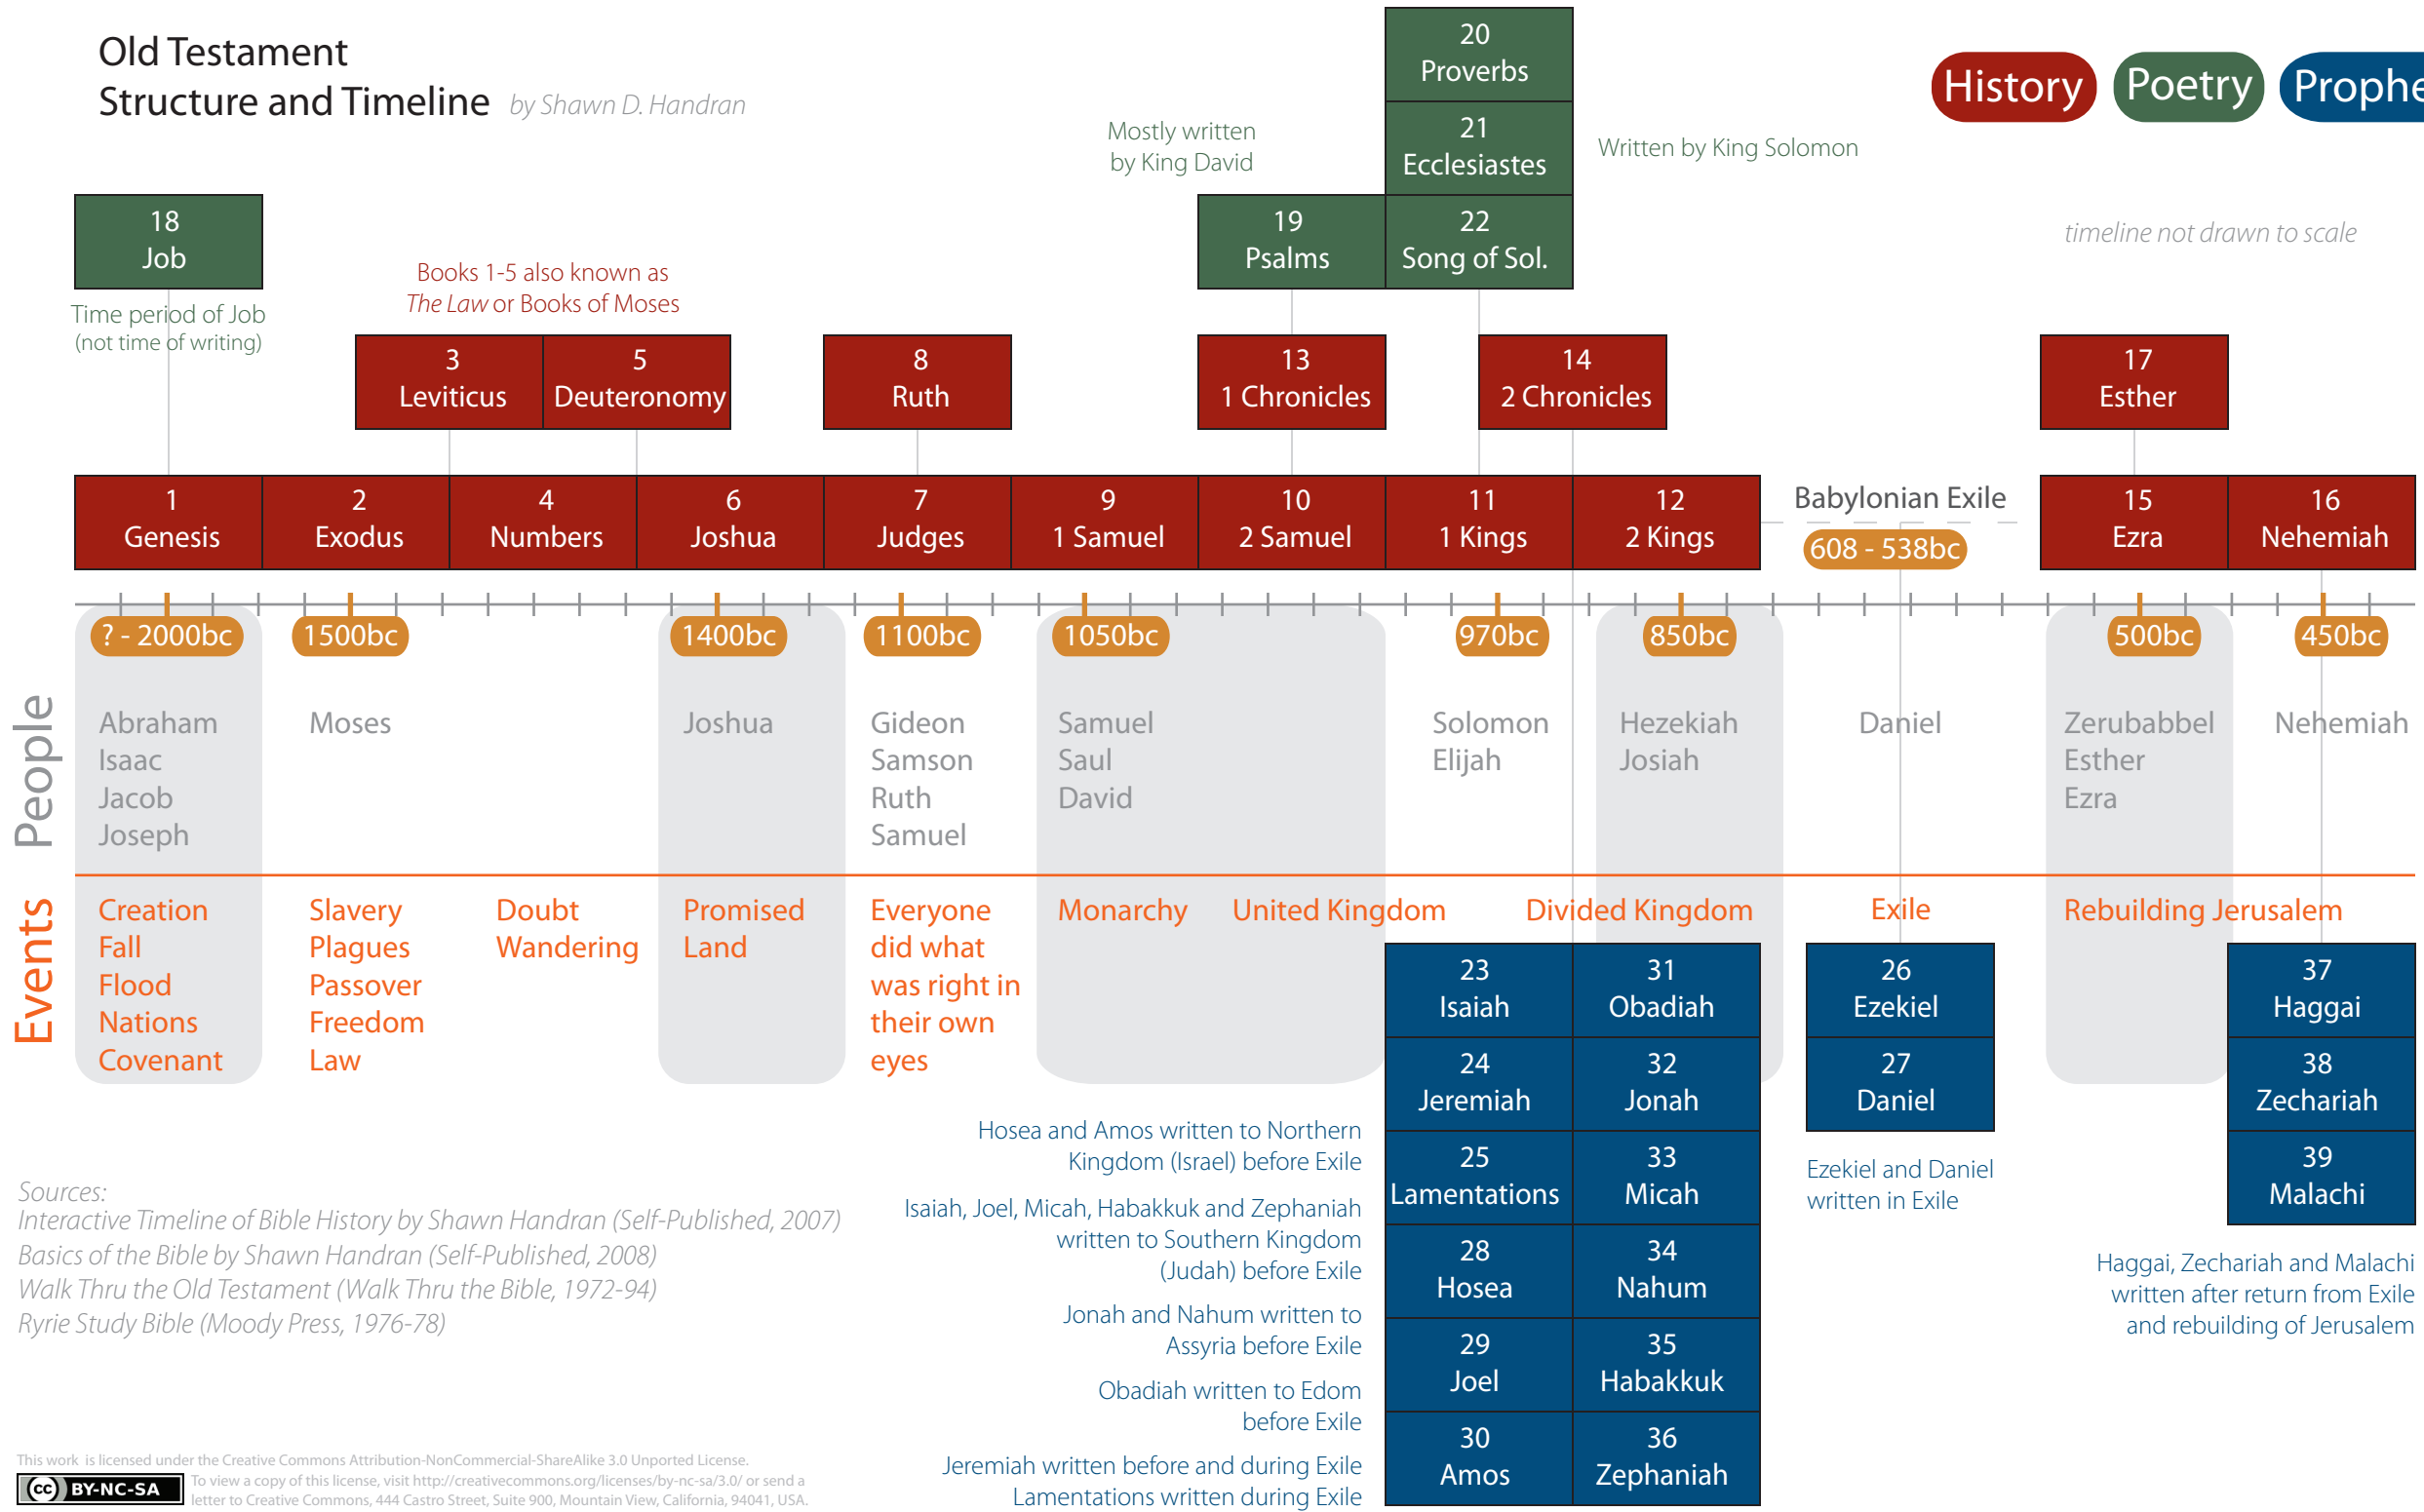 Old Testament
Structure and Timeline by Shawn D. Handran
History Poetry Prophe
20
Proverbs
21
Ecclesiastes
Mostly written
by King David
Written by King Solomon
18
Job
19
Psalms
22
Song of Sol.
timeline not drawn to scale
Time period of Job
(not time of writing)
Books 1-5 also known as
The Law or Books of Moses
3
Leviticus
5
Deuteronomy
8
Ruth
13
1 Chronicles
14
2 Chronicles
17
Esther
1
Genesis
2
Exodus
4
Numbers
6
Joshua
7
Judges
9
1 Samuel
10
2 Samuel
11
1 Kings
12
2 Kings
Babylonian Exile
608 - 538bc
15
Ezra
16
Nehemiah
? - 2000bc
1500bc
1400bc
1100bc
1050bc
970bc
850bc
500bc
450bc
People
Abraham
Isaac
Jacob
Joseph
Moses
Joshua
Gideon
Samson
Ruth
Samuel
Samuel
Saul
David
Solomon
Elijah
Hezekiah
Josiah
Daniel
Zerubabbel
Esther
Ezra
Nehemiah
Events
Creation
Fall
Flood
Nations
Covenant
Slavery
Plagues
Passover
Freedom
Law
Doubt
Wandering
Promised
Land
Everyone
did what
was right in
their own
eyes
Monarchy
United Kingdom
Divided Kingdom
Exile
Rebuilding Jerusalem
23
Isaiah
24
Jeremiah
25
Lamentations
28
Hosea
29
Joel
30
Amos
31
Obadiah
32
Jonah
33
Micah
34
Nahum
35
Habakkuk
36
Zephaniah
26
Ezekiel
27
Daniel
Ezekiel and Daniel
written in Exile
37
Haggai
38
Zechariah
39
Malachi
Haggai, Zechariah and Malachi
written after return from Exile
and rebuilding of Jerusalem
Hosea and Amos written to Northern
Kingdom (Israel) before Exile
Isaiah, Joel, Micah, Habakkuk and Zephaniah
written to Southern Kingdom
(Judah) before Exile
Jonah and Nahum written to
Assyria before Exile
Obadiah written to Edom
before Exile
Jeremiah written before and during Exile
Lamentations written during Exile
Sources:
Interactive Timeline of Bible History by Shawn Handran (Self-Published, 2007)
Basics of the Bible by Shawn Handran (Self-Published, 2008)
Walk Thru the Old Testament (Walk Thru the Bible, 1972-94)
Ryrie Study Bible (Moody Press, 1976-78)
This work is licensed under the Creative Commons Attribution-NonCommercial-ShareAlike 3.0 Unported License.
cc BY-NC-SA
To view a copy of this license, visit http://creativecommons.org/licenses/by-nc-sa/3.0/ or send a
letter to Creative Commons, 444 Castro Street, Suite 900, Mountain View, California, 94041, USA.